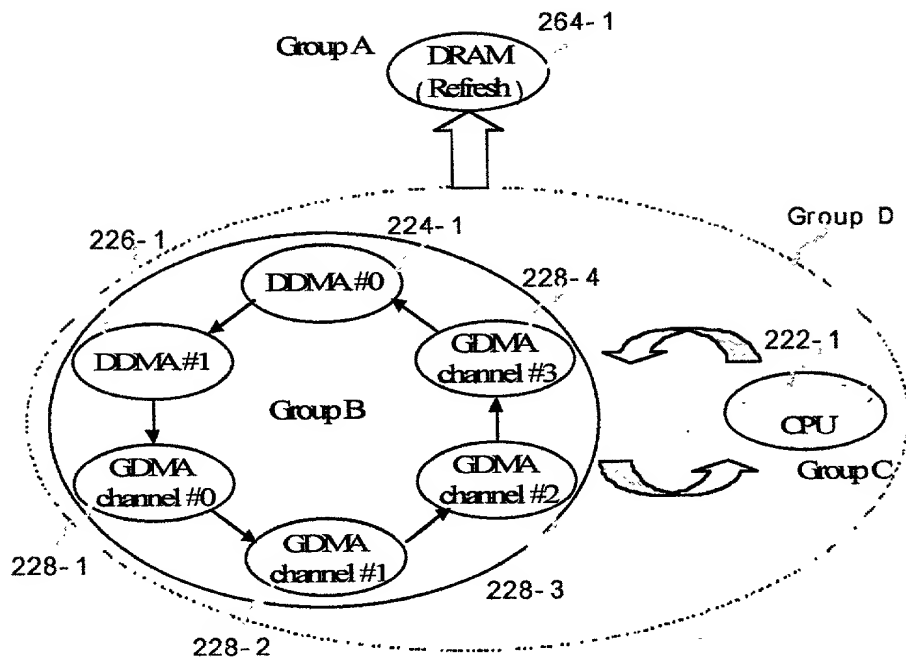 264-1
Group A
DRAM
(Refresh)
Group D
226-1
224-1
DDMA #0
228-4
222-1
DDMA #1
GDMA
channel #3
Group B
CPU
Group C
GDMA
channel #0
GDMA
channel #2
GDMA
channel #1
228-1
228-3
228-2